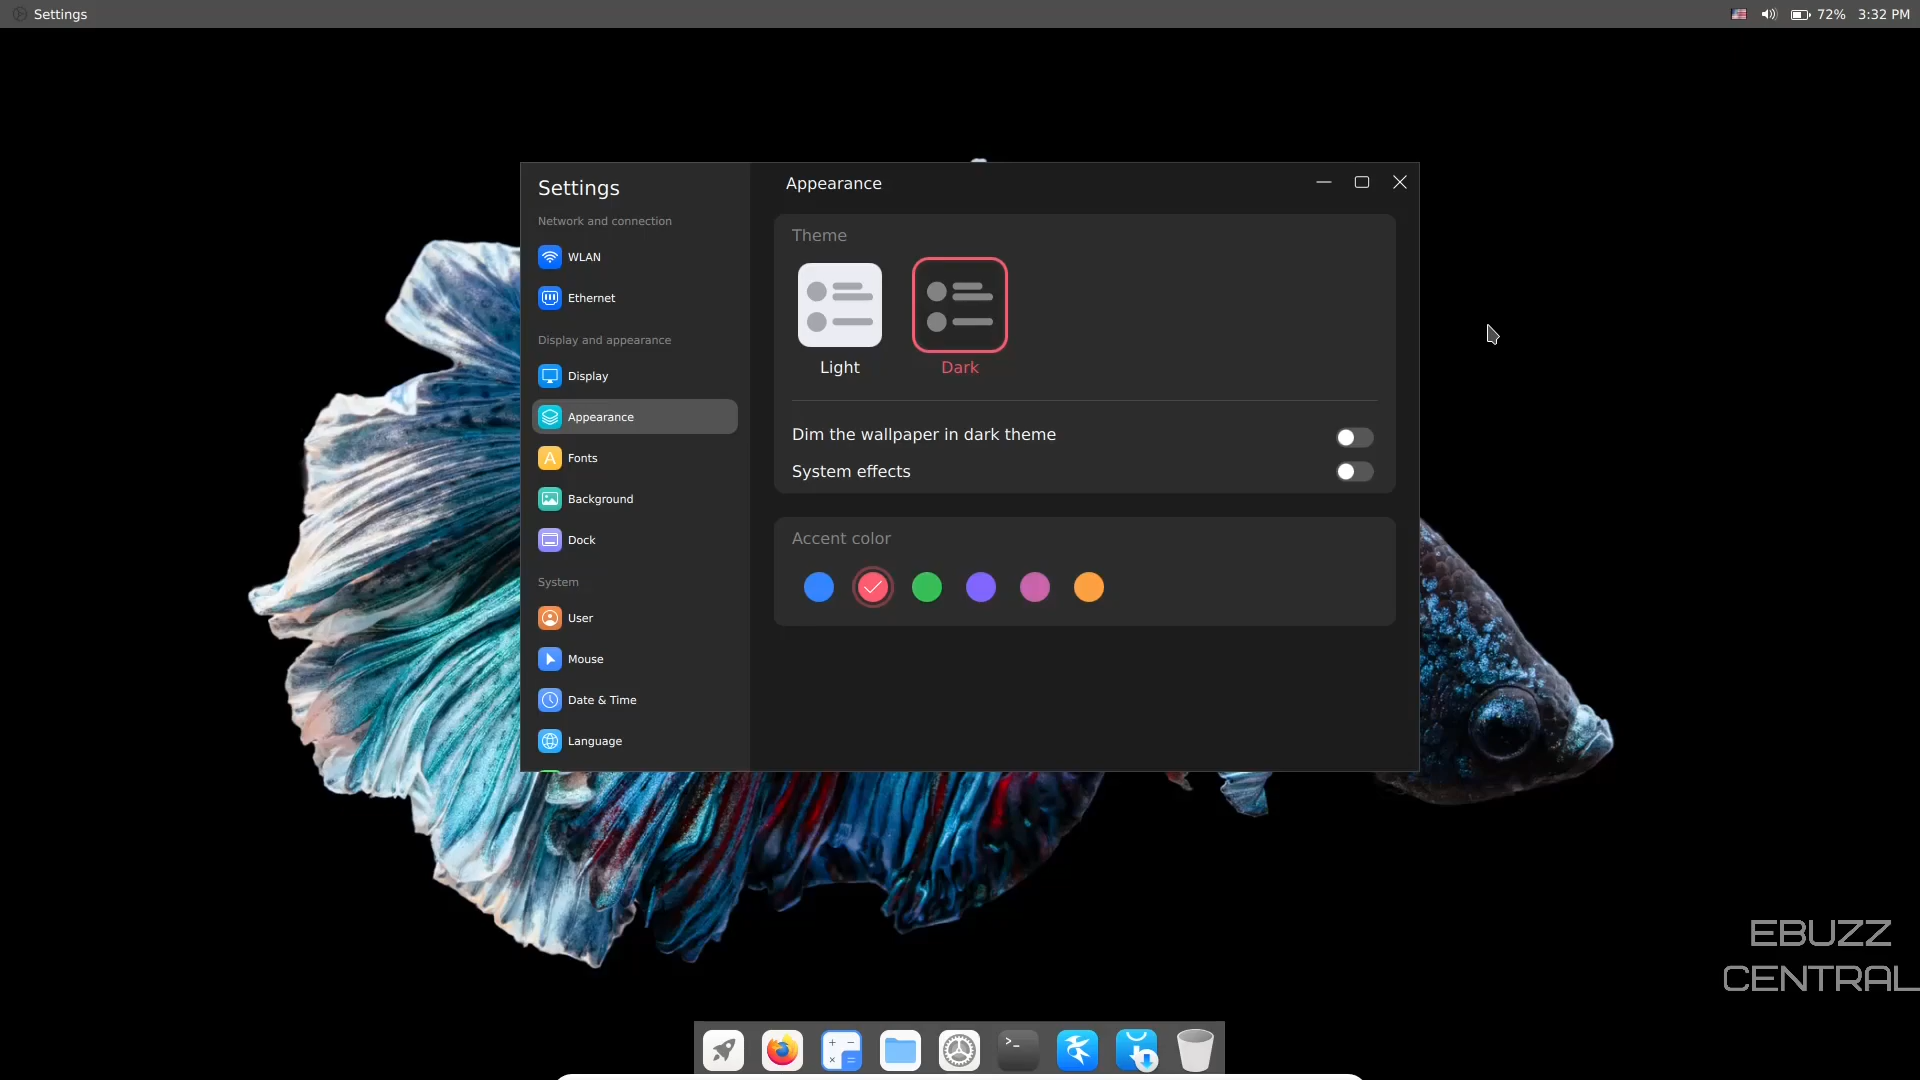 Settings
72% 3:32 PM
Settings
Appearance
Network and connection
WLAN
Ethernet
Display and appearance
Display
Appearance
Fonts
Background
Dock
System
User
Mouse
Date & Time
Language
Theme
Light
Dark
Dim the wallpaper in dark theme
System effects
Accent color
EBUZZ
CENTRAL